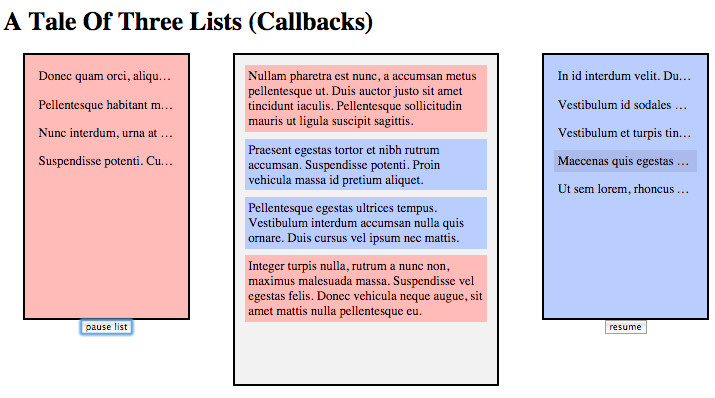 A Tale Of Three Lists (Callbacks)
Donec quam orci, aliqu…
Pellentesque habitant m…
Nunc interdum, urna at …
Suspendisse potenti. Cu…
pause list
Nullam pharetra est nunc, a accumsan metus
pellentesque ut. Duis auctor justo sit amet
tincidunt iaculis. Pellentesque sollicitudin
mauris ut ligula suscipit sagittis.
Praesent egestas tortor et nibh rutrum
accumsan. Suspendisse potenti. Proin
vehicula massa id pretium aliquet.
Pellentesque egestas ultrices tempus.
Vestibulum interdum accumsan nulla quis
ornare. Duis cursus vel ipsum nec mattis.
Integer turpis nulla, rutrum a nunc non,
maximus malesuada massa. Suspendisse vel
egestas felis. Donec vehicula neque augue, sit
amet mattis nulla pellentesque eu.
In id interdum velit. Du…
Vestibulum id sodales …
Vestibulum et turpis tin…
Maecenas quis egestas …
Ut sem lorem, rhoncus …
resume